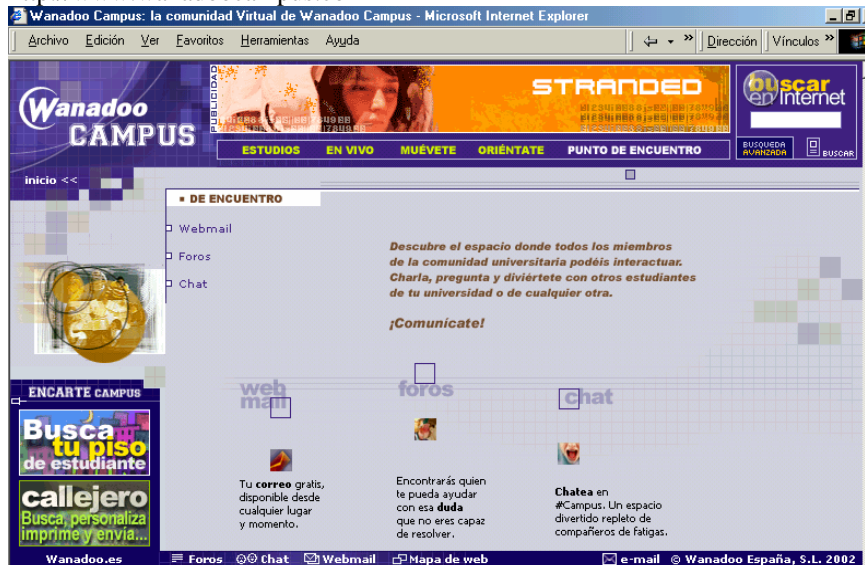 Wanadoo Campus: la comunidad Virtual de Wanadoo Campus - Microsoft Internet Explorer
Archivo Edición Ver Favoritos Herramientas Ayuda Dirección Vínculos
Wanadoo
CAMPUS
PUBLICIDAD
STRANDED
buscar
en Internet
BUSQUEDA
AVANZADA
BUSCAR
ESTUDIOS EN VIVO MUÉVETE ORIÉNTATE PUNTO DE ENCUENTRO
inicio <<
DE ENCUENTRO
Webmail
Foros
Chat
Descubre el espacio donde todos los miembros
de la comunidad universitaria podéis interactuar.
Charla, pregunta y diviértete con otros estudiantes
de tu universidad o de cualquier otra.
¡Comunícate!
ENCARTE CAMPUS
Busca
tu piso
de estudiante
callejero
Busca, personaliza
imprime y envía...
web
mail
Tu correo gratis,
disponible desde
cualquier lugar
y momento.
foros
Encontrarás quien
te pueda ayudar
con esa duda
que no eres capaz
de resolver.
chat
Chatea en
#Campus. Un espacio
divertido repleto de
compañeros de fatigas.
Wanadoo.es Foros Chat Webmail Mapa de web e-mail © Wanadoo España, S.L. 2002